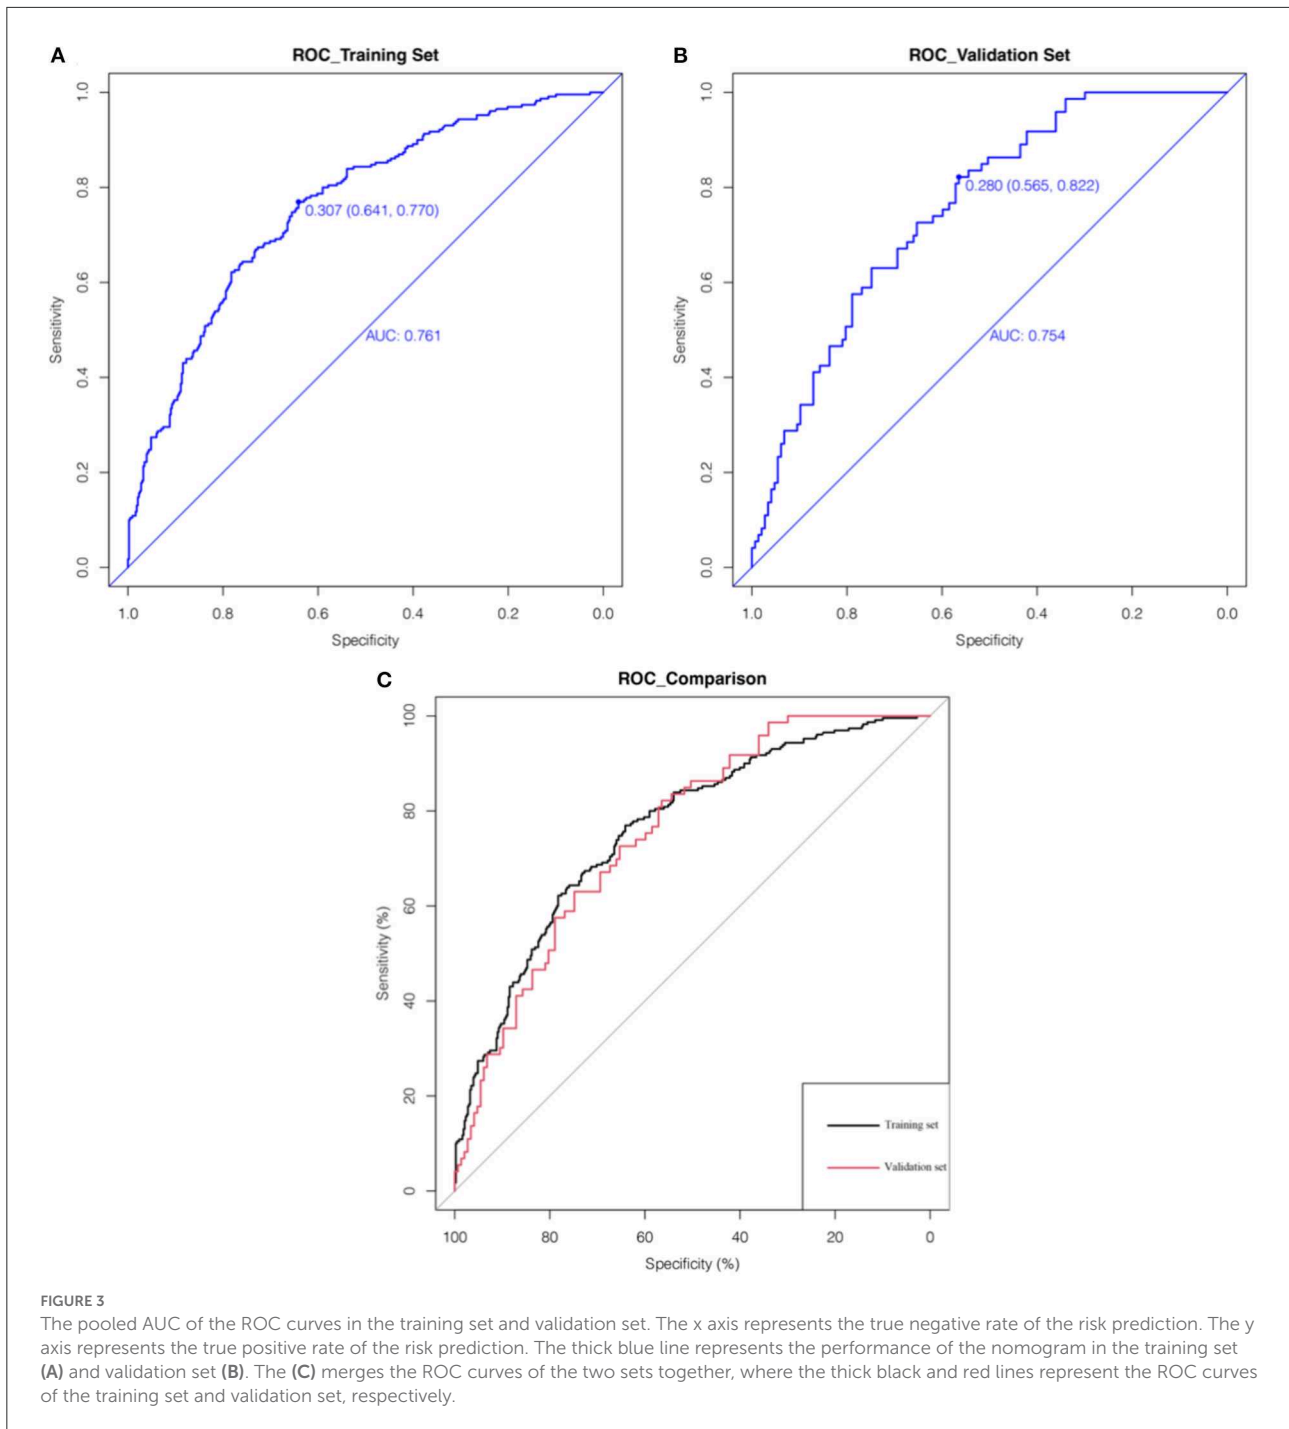 A
ROC_Training Set
Sensitivity
1.0
0.8
0.6
0.4
0.2
0.0
0.307 (0.641, 0.770)
AUC: 0.761
1.0 0.8 0.6 0.4 0.2 0.0
Specificity
B
ROC_Validation Set
Sensitivity
1.0
0.8
0.6
0.4
0.2
0.0
0.280 (0.565, 0.822)
AUC: 0.754
1.0 0.8 0.6 0.4 0.2 0.0
Specificity
C
ROC_Comparison
Sensitivity (%)
100
80
60
40
20
0
Training set
Validation set
100 80 60 40 20 0
Specificity (%)
FIGURE 3
The pooled AUC of the ROC curves in the training set and validation set. The x axis represents the true negative rate of the risk prediction. The y
axis represents the true positive rate of the risk prediction. The thick blue line represents the performance of the nomogram in the training set
(A) and validation set (B). The (C) merges the ROC curves of the two sets together, where the thick black and red lines represent the ROC curves
of the training set and validation set, respectively.